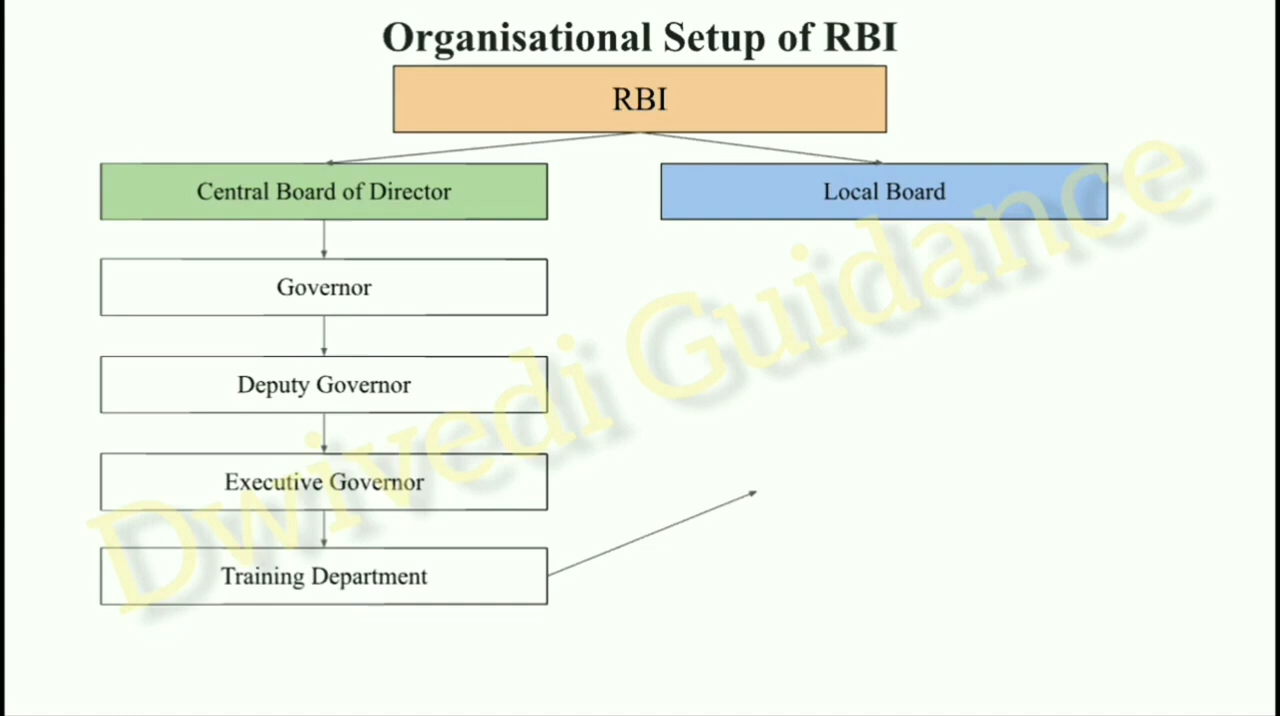 Organisational Setup of RBI
RBI
Central Board of Director
Local Board
Governor
Deputy Governor
Executive Governor
Training Department
Dwivedi Guidance